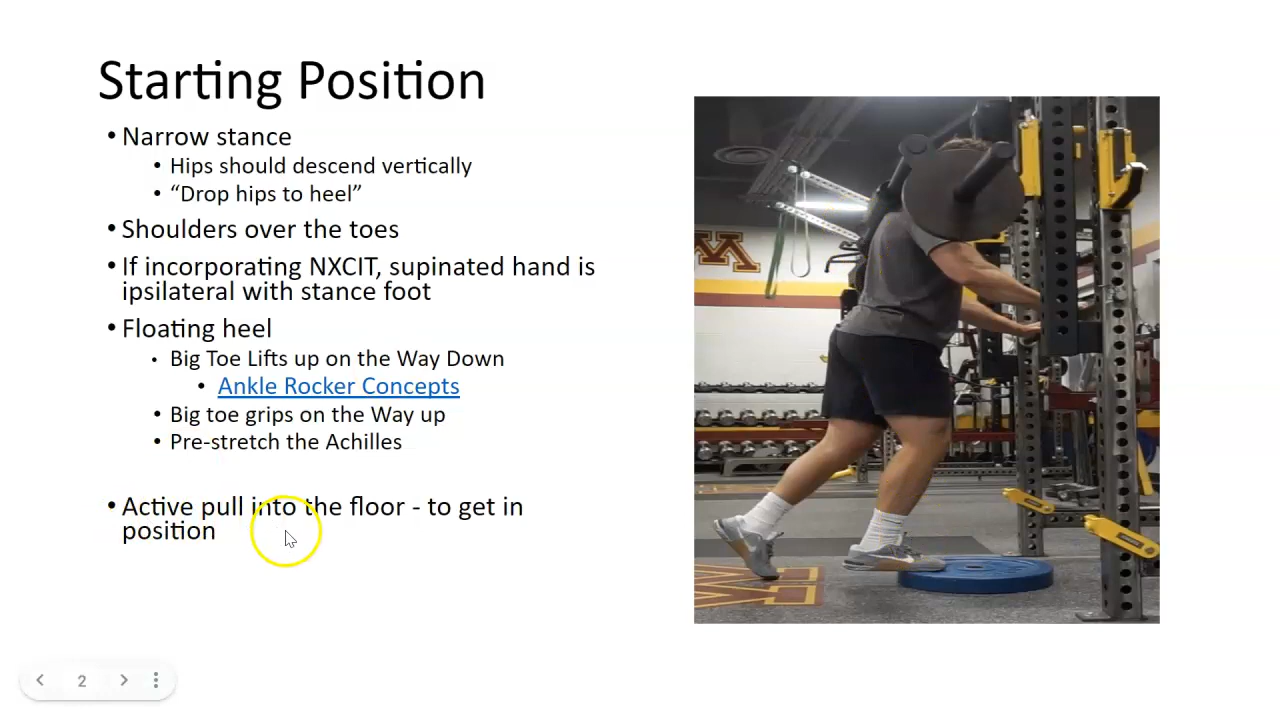 Starting Position
• Narrow stance
• Hips should descend vertically
• “Drop hips to heel”
• Shoulders over the toes
• If incorporating NXCIT, supinated hand is
ipsilateral with stance foot
• Floating heel
• Big Toe Lifts up on the Way Down
• Ankle Rocker Concepts
• Big toe grips on the Way up
• Pre-stretch the Achilles
• Active pull into the floor - to get in
position
M
M
2